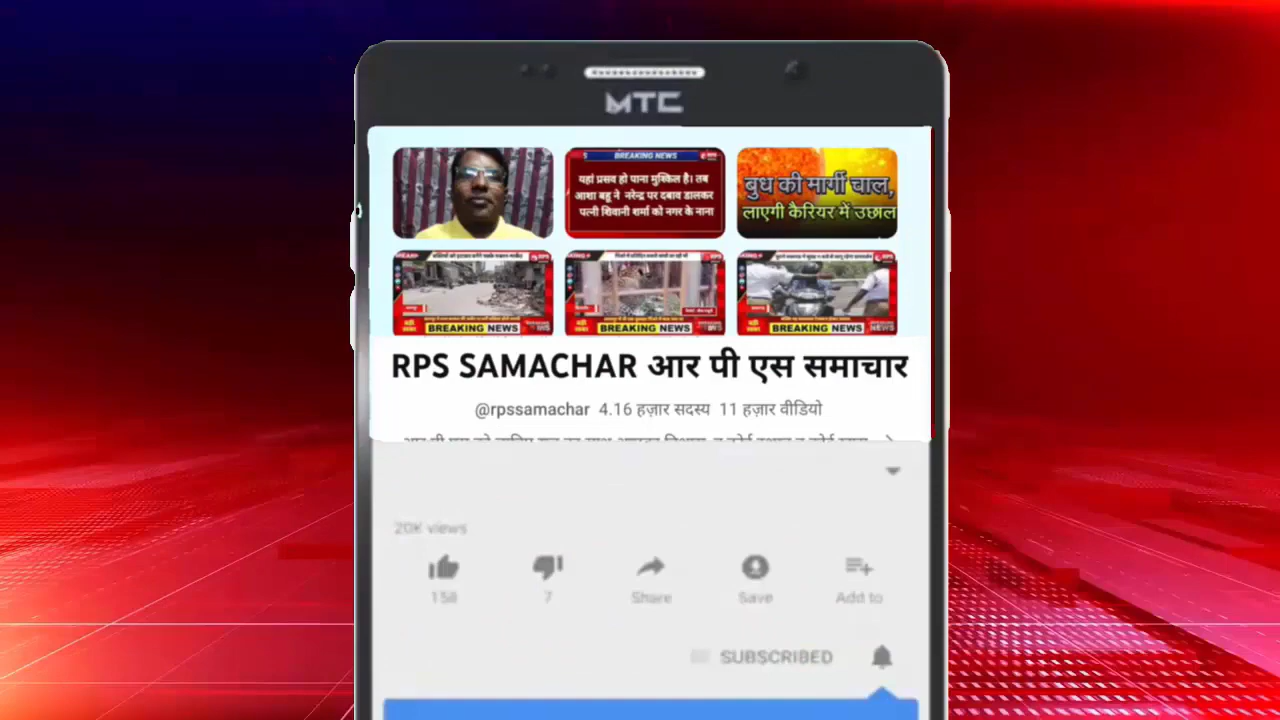 MTC
BREAKING NEWS
यहां प्रसव हो पाना मुश्किल है। तब
आशा बहू ने नरेन्द्र पर दबाव डालकर
पत्नी शिवानी शर्मा को नगर के नाना
बुध की मार्गी चाल,
लाएगी कैरियर में उछाल
BREAKING NEWS
BREAKING NEWS
BREAKING NEWS
RPS SAMACHAR आर पी एस समाचार
@rpssamachar 4.16 हज़ार सदस्य 11 हज़ार वीडियो
20K views
158 7 Share Save Add to
SUBSCRIBED